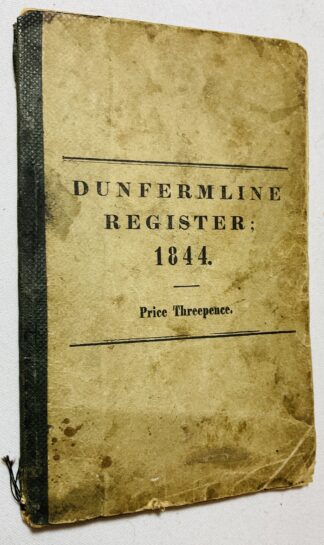 DUNFERMLINE
REGISTER;
1844.
Price Threepence.